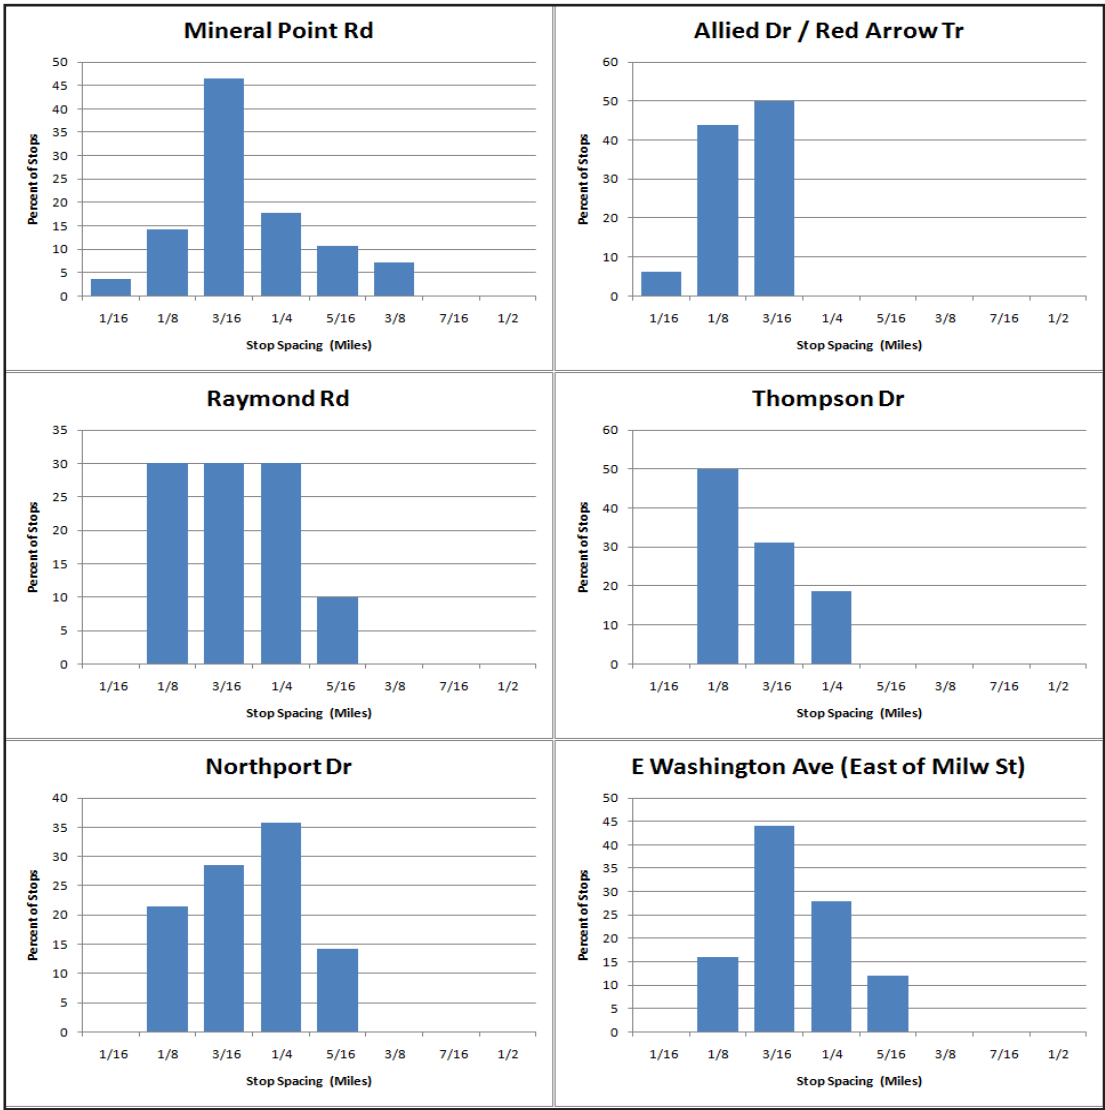 Mineral Point Rd
Percent of Stops
50
45
40
35
30
25
20
15
10
5
0
1/16 1/8 3/16 1/4 5/16 3/8 7/16 1/2
Stop Spacing (Miles)
Allied Dr / Red Arrow Tr
Percent of Stops
60
50
40
30
20
10
0
1/16 1/8 3/16 1/4 5/16 3/8 7/16 1/2
Stop Spacing (Miles)
Raymond Rd
Percent of Stops
35
30
25
20
15
10
5
0
1/16 1/8 3/16 1/4 5/16 3/8 7/16 1/2
Stop Spacing (Miles)
Thompson Dr
Percent of Stops
60
50
40
30
20
10
0
1/16 1/8 3/16 1/4 5/16 3/8 7/16 1/2
Stop Spacing (Miles)
Northport Dr
Percent of Stops
40
35
30
25
20
15
10
5
0
1/16 1/8 3/16 1/4 5/16 3/8 7/16 1/2
Stop Spacing (Miles)
E Washington Ave (East of Milw St)
Percent of Stops
50
45
40
35
30
25
20
15
10
5
0
1/16 1/8 3/16 1/4 5/16 3/8 7/16 1/2
Stop Spacing (Miles)